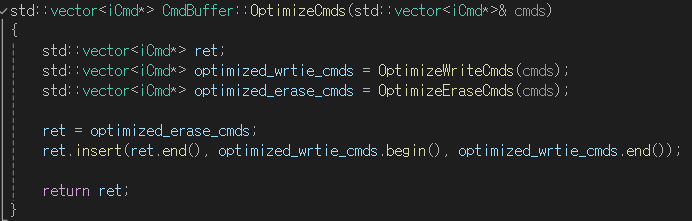 std::vector<iCmd*> CmdBuffer::OptimizeCmds(std::vector<iCmd*>& cmds)
{
    std::vector<iCmd*> ret;
    std::vector<iCmd*> optimized_wrtie_cmds = OptimizeWriteCmds(cmds);
    std::vector<iCmd*> optimized_erase_cmds = OptimizeEraseCmds(cmds);

    ret = optimized_erase_cmds;
    ret.insert(ret.end(), optimized_wrtie_cmds.begin(), optimized_wrtie_cmds.end());

    return ret;
}